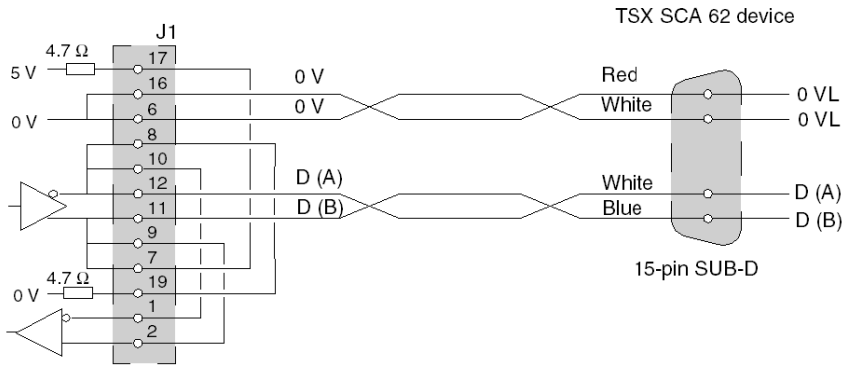 TSX SCA 62 device
J1
4.7 Ω
17
5 V
16
0 V
Red
0 VL
6
0 V
0 V
White
0 VL
8
10
12
D (A)
White
D (A)
11
D (B)
Blue
D (B)
9
7
15-pin SUB-D
4.7 Ω
19
0 V
1
2